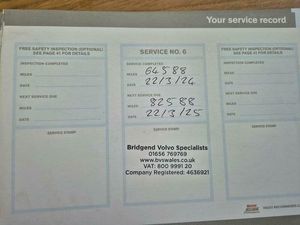 Your service record
FREE SAFETY INSPECTION (OPTIONAL)
SEE PAGE 41 FOR DETAILS
INSPECTION COMPLETED
MILES
DATE
NEXT SERVICE DUE
MILES
DATE
SERVICE STAMP
SERVICE NO. 6
SERVICE COMPLETED
MILES 64588
DATE 22/3/24
NEXT SERVICE DUE
MILES 82588
DATE 22/3/25
SERVICE STAMP
Bridgend Volvo Specialists
01656 769769
www.bvswales.co.uk
VAT: 800 9991 20
Company Registered: 4636921
FREE SAFETY INSPECTION (OPTIONAL)
SEE PAGE 41 FOR DETAILS
INSPECTION COMPLETED
MILES
DATE
NEXT SERVICE DUE
MILES
DATE
SERVICE STAMP